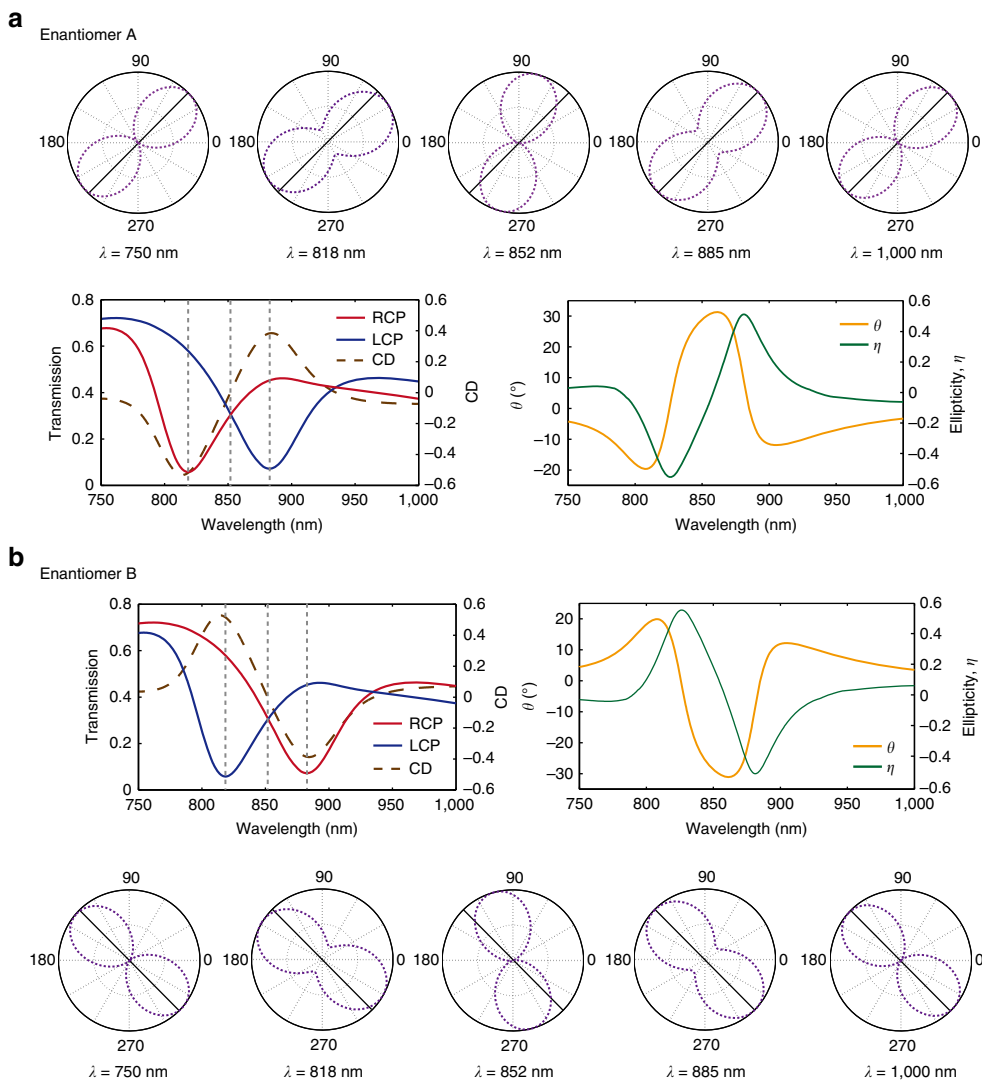 a
Enantiomer A
90 90 90 90 90
180 0 180 0 180 0 180 0 180 0
270 270 270 270 270
λ = 750 nm λ = 818 nm λ = 852 nm λ = 885 nm λ = 1,000 nm
0.8
0.6
0.4
0.2
0
Transmission
RCP
LCP
CD
0.6
0.4
0.2
0
−0.2
−0.4
−0.6
CD
750 800 850 900 950 1,000
Wavelength (nm)
30
20
10
0
−10
−20
θ (°)
θ
η
0.6
0.4
0.2
0
−0.2
−0.4
−0.6
Ellipticity, η
750 800 850 900 950 1,000
Wavelength (nm)
b
Enantiomer B
0.8
0.6
0.4
0.2
0
Transmission
RCP
LCP
CD
0.6
0.4
0.2
0
−0.2
−0.4
−0.6
CD
750 800 850 900 950 1,000
Wavelength (nm)
20
10
0
−10
−20
−30
θ (°)
θ
η
0.6
0.4
0.2
0
−0.2
−0.4
−0.6
Ellipticity, η
750 800 850 900 950 1,000
Wavelength (nm)
90 90 90 90 90
180 0 180 0 180 0 180 0 180 0
270 270 270 270 270
λ = 750 nm λ = 818 nm λ = 852 nm λ = 885 nm λ = 1,000 nm